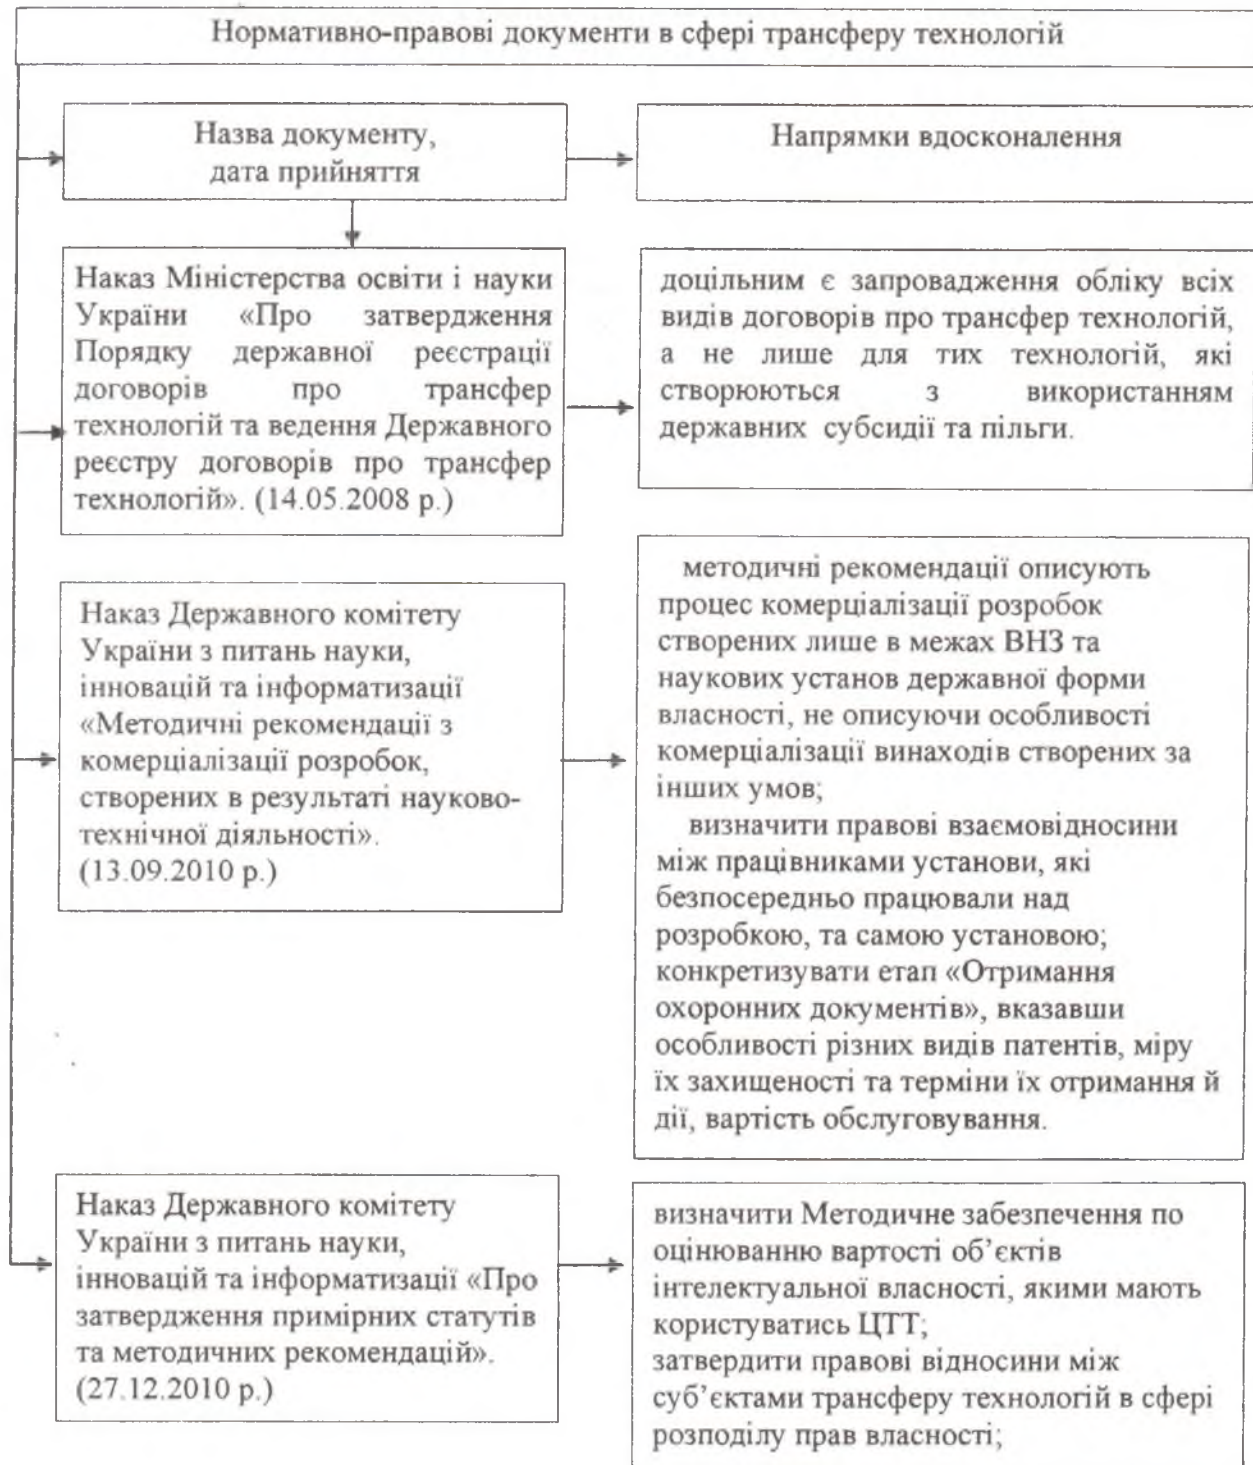 Нормативно-правові документи в сфері трансферу технологій
Назва документу,
дата прийняття
Напрямки вдосконалення
Наказ Міністерства освіти і науки
України «Про затвердження
Порядку державної реєстрації
договорів про трансфер
технологій та ведення Державного
реєстру договорів про трансфер
технологій». (14.05.2008 р.)
доцільним є запровадження обліку всіх
видів договорів про трансфер технологій,
а не лише для тих технологій, які
створюються з використанням
державних субсидії та пільги.
Наказ Державного комітету
України з питань науки,
інновацій та інформатизації
«Методичні рекомендації з
комерціалізації розробок,
створених в результаті науково-
технічної діяльності».
(13.09.2010 р.)
методичні рекомендації описують
процес комерціалізації розробок
створених лише в межах ВНЗ та
наукових установ державної форми
власності, не описуючи особливості
комерціалізації винаходів створених за
інших умов;
визначити правові взаємовідносини
між працівниками установи, які
безпосередньо працювали над
розробкою, та самою установою;
конкретизувати етап «Отримання
охоронних документів», вказавши
особливості різних видів патентів, міру
їх захищеності та терміни їх отримання й
дії, вартість обслуговування.
Наказ Державного комітету
України з питань науки,
інновацій та інформатизації «Про
затвердження примірних статутів
та методичних рекомендацій».
(27.12.2010 р.)
визначити Методичне забезпечення по
оцінюванню вартості об’єктів
інтелектуальної власності, якими мають
користуватись ЦТТ;
затвердити правові відносини між
суб’єктами трансферу технологій в сфері
розподілу прав власності;